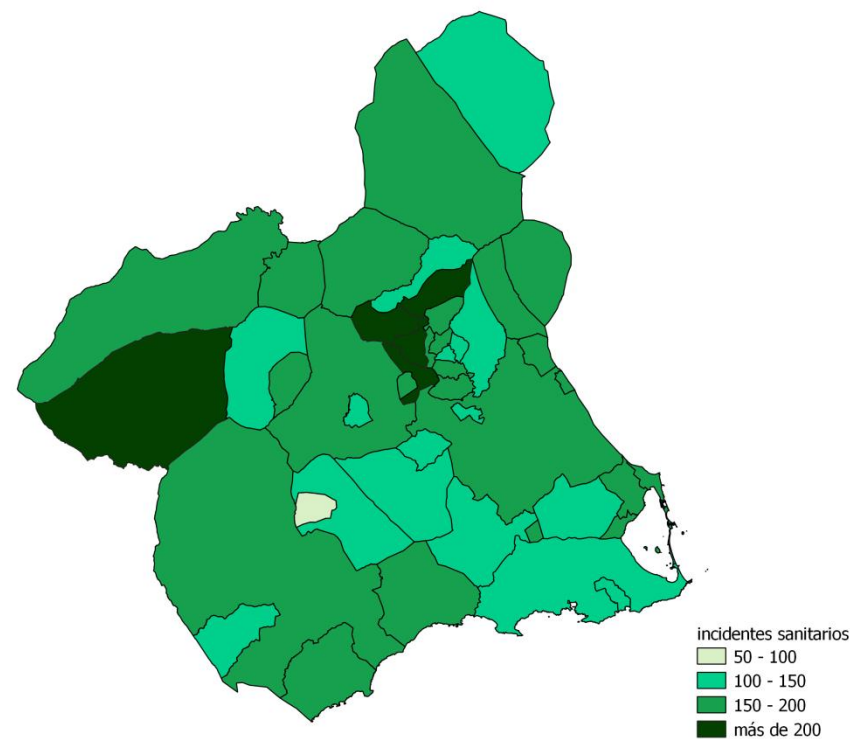 incidentes sanitarios
50 - 100
100 - 150
150 - 200
más de 200